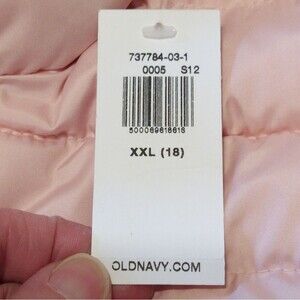 737784-03-1
0005 S12
500069818618
XXL (18)
OLDNAVY.COM